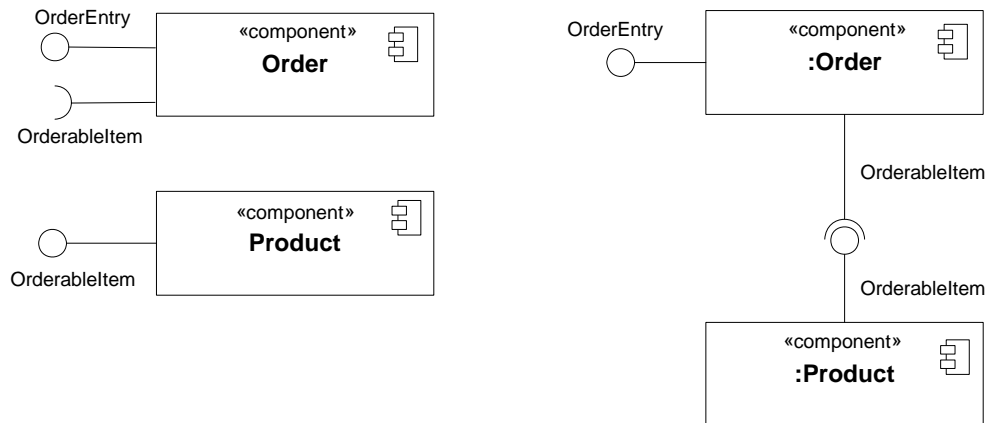 OrderEntry
«component»
Order
OrderableItem
«component»
Product
OrderableItem
OrderEntry
«component»
:Order
OrderableItem
OrderableItem
«component»
:Product